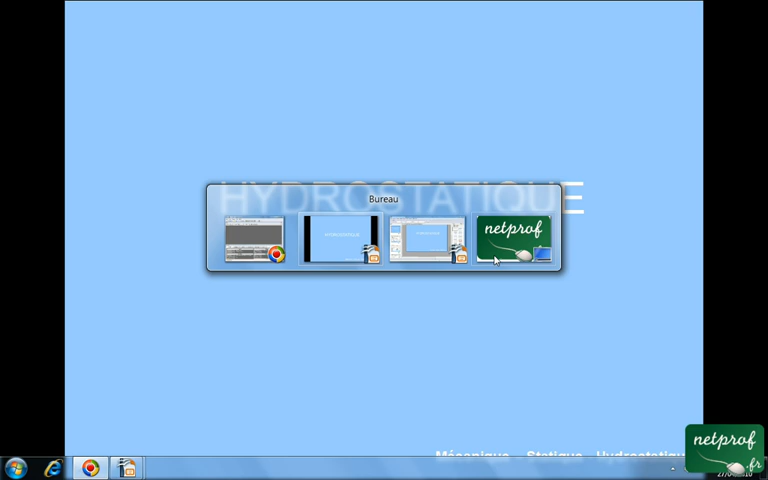 HYDROSTATIQUE
Bureau
netprof
Mécanique - Statique - Hydrostatique
netprof
.fr